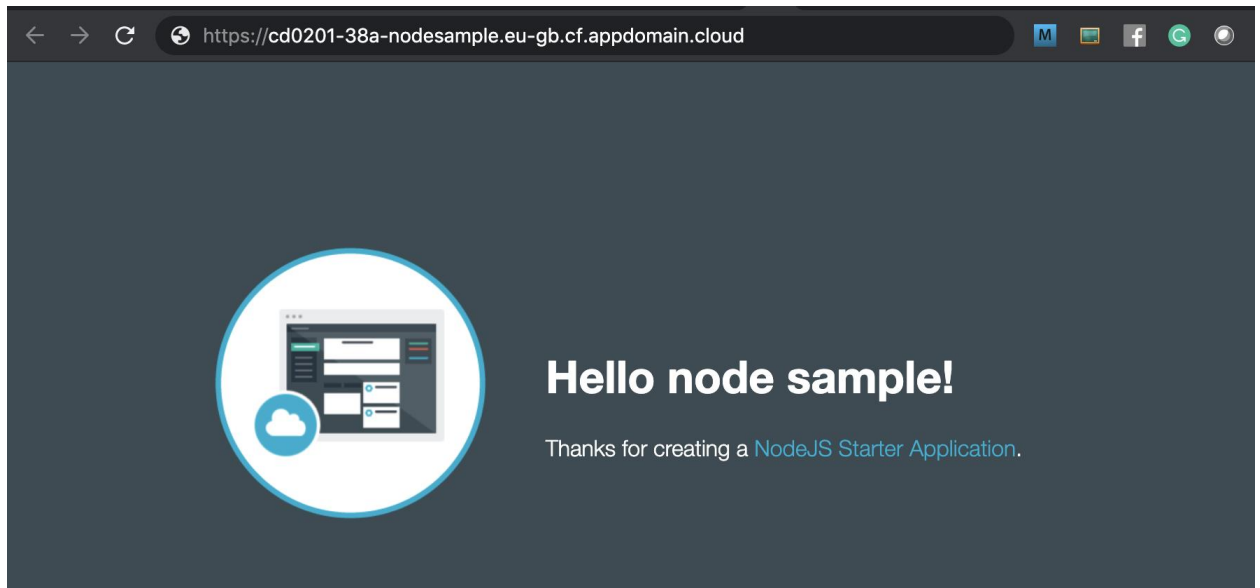 https://cd0201-38a-nodesample.eu-gb.cf.appdomain.cloud
M
f
G
Hello node sample!
Thanks for creating a NodeJS Starter Application.